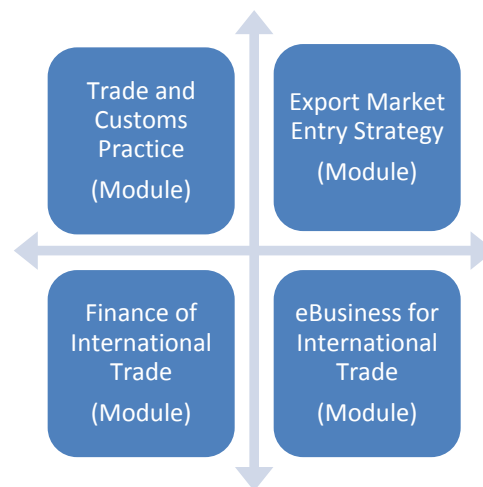 Trade and
Customs
Practice
(Module)
Export Market
Entry Strategy
(Module)
Finance of
International
Trade
(Module)
eBusiness for
International
Trade
(Module)